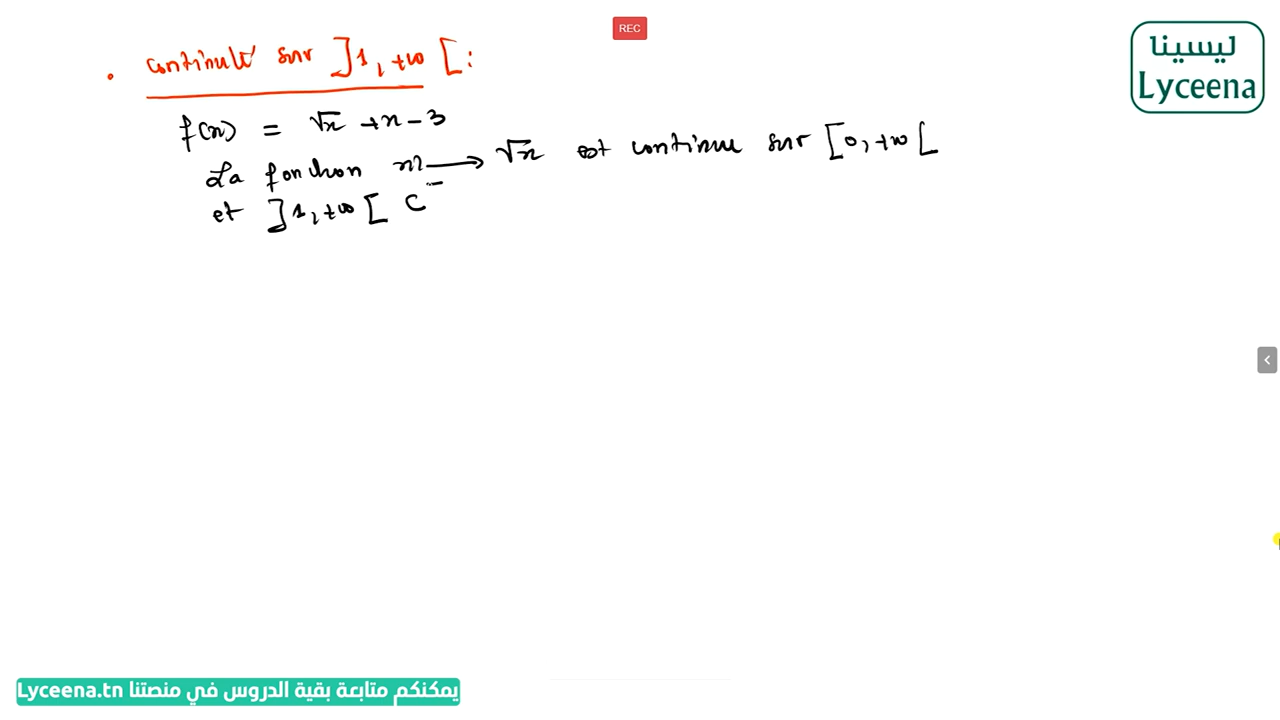 REC
ليسينا
Lyceena
• continuité sur ]1, +∞ [ :
f(x) = √x + x - 3
La fonction x ⟶ √x est continue sur [0, +∞ [
et ]1, +∞ [ ⊂
يمكنكم متابعة بقية الدروس في منصتنا Lyceena.tn